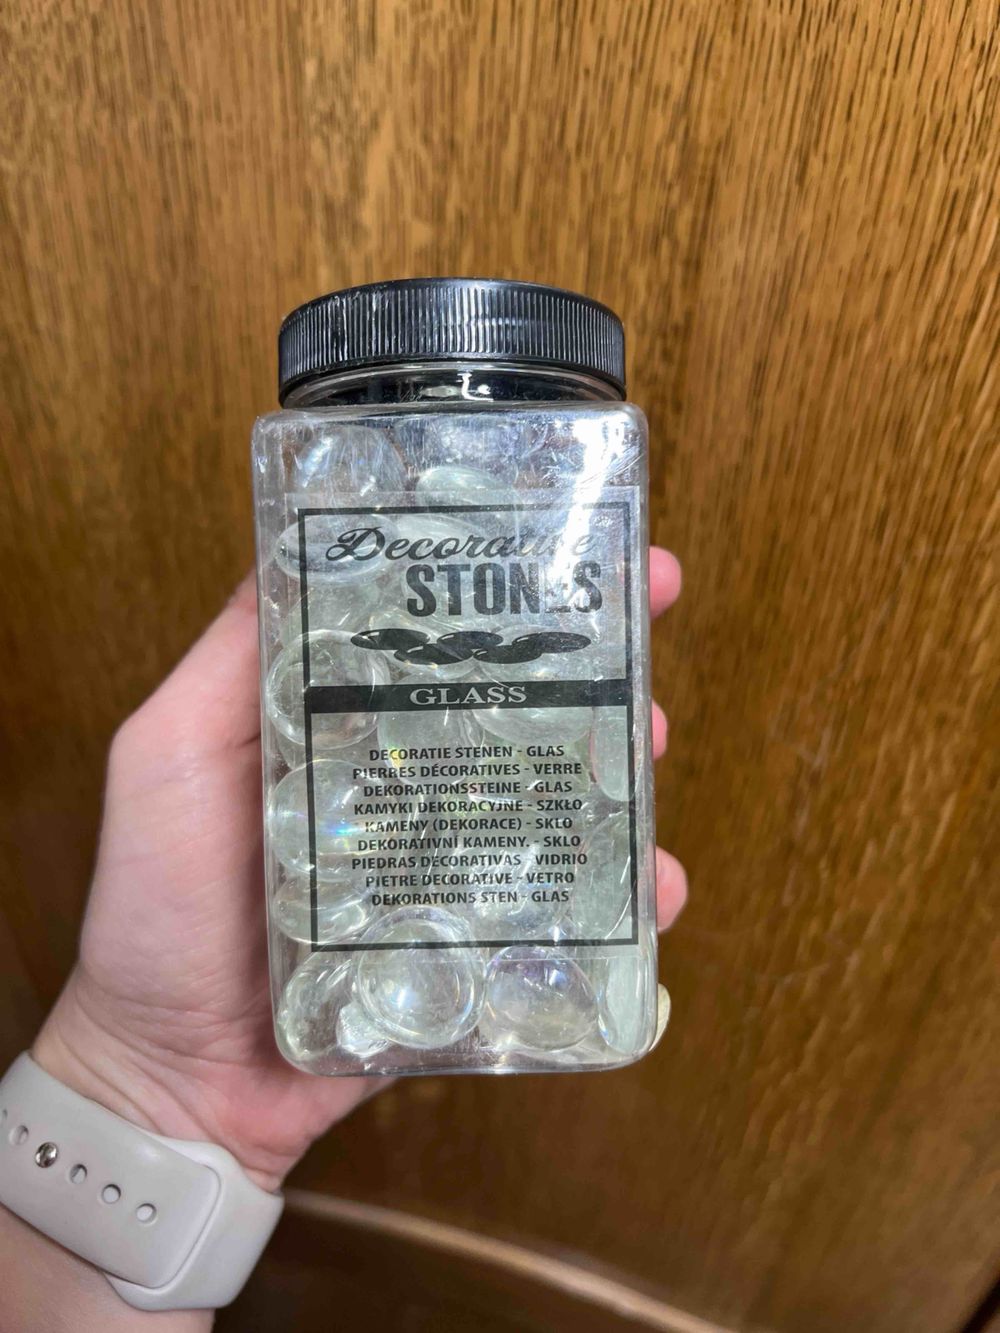 Decorative
STONES
GLASS
DECORATIE STENEN - GLAS
PIERRES DÉCORATIVES - VERRE
DEKORATIONSSTEINE - GLAS
KAMYKI DEKORACYJNE - SZKŁO
KAMENY (DEKORACE) - SKLO
DEKORATIVNÍ KAMENY. - SKLO
PIEDRAS DECORATIVAS - VIDRIO
PIETRE DECORATIVE - VETRO
DEKORATIONS STEN - GLAS